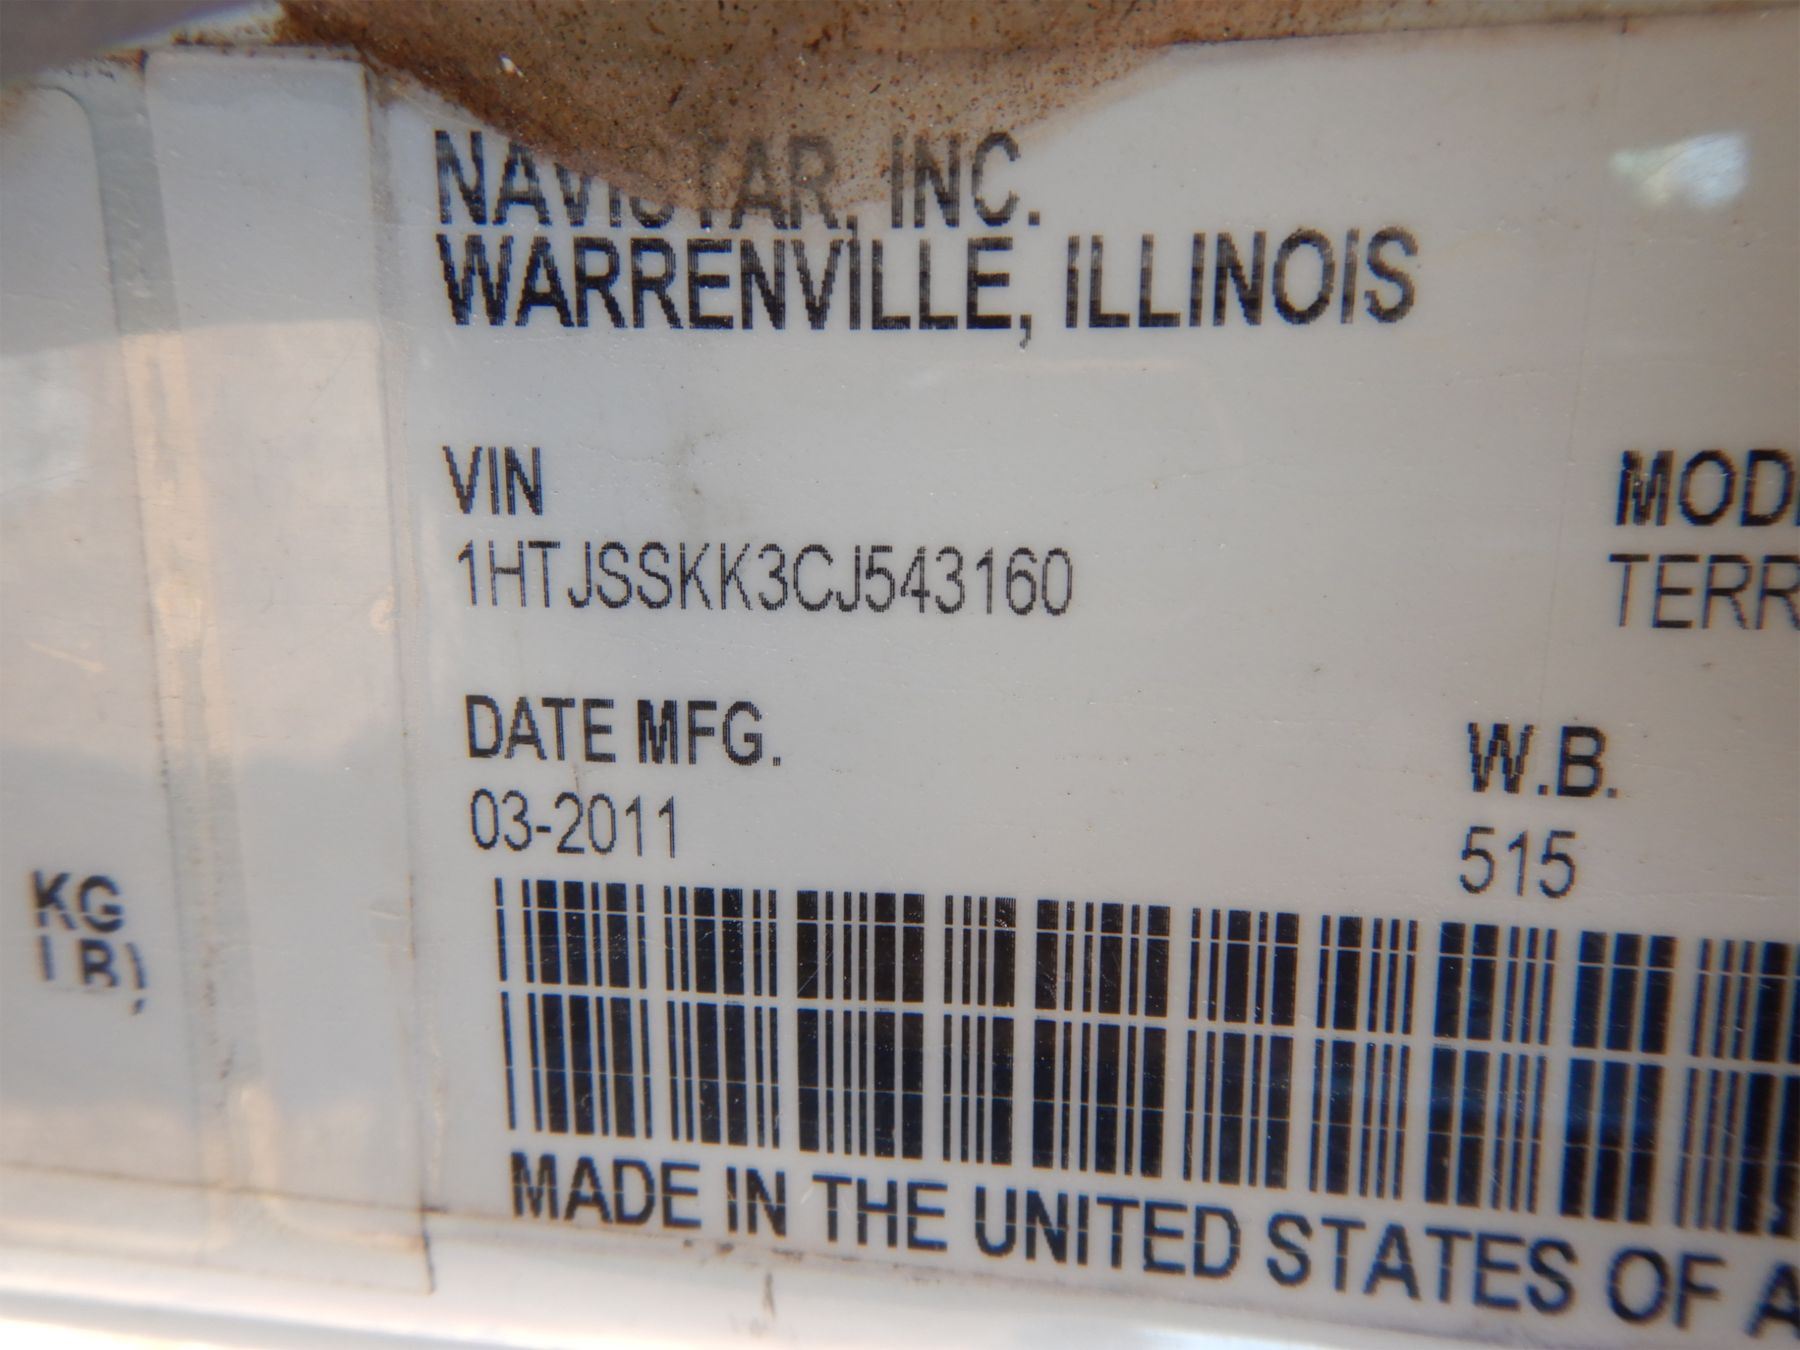 NAVISTAR, INC.
WARRENVILLE, ILLINOIS
VIN
1HTJSSKK3CJ543160
MOD
TERR
DATE MFG.
03-2011
W.B.
515
KG
LB)
MADE IN THE UNITED STATES OF A